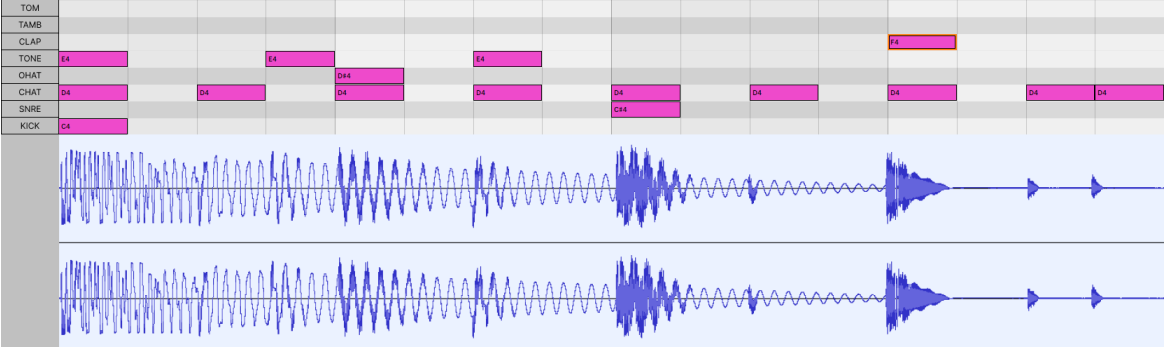 TOM
TAMB
CLAP F4
TONE E4 E4 E4
OHAT D#4
CHAT D4 D4 D4 D4 D4 D4 D4 D4 D4
SNRE C#4
KICK C4